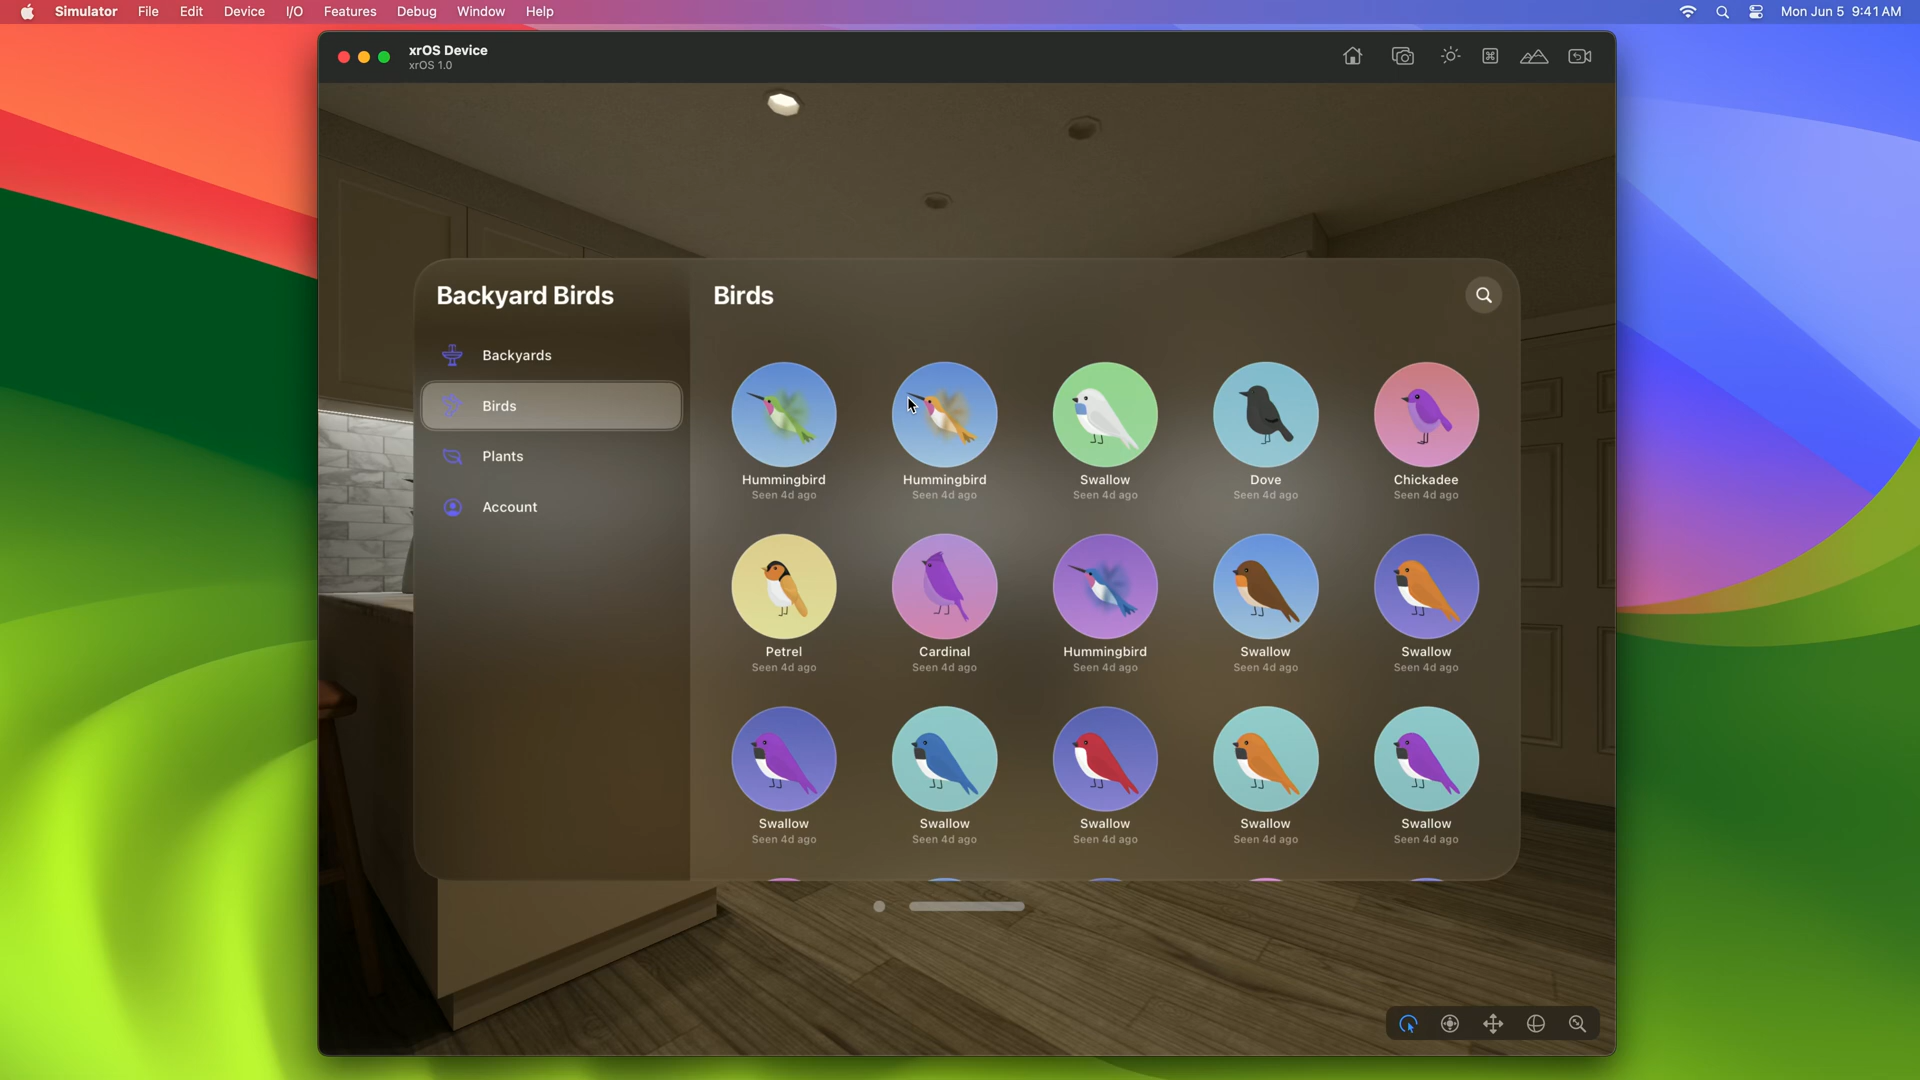 Simulator File Edit Device I/O Features Debug Window Help
Mon Jun 5 9:41 AM
xrOS Device
xrOS 1.0
Backyard Birds
Backyards
Birds
Plants
Account
Birds
Hummingbird Hummingbird Swallow Dove Chickadee
Seen 4d ago Seen 4d ago Seen 4d ago Seen 4d ago Seen 4d ago
Petrel Cardinal Hummingbird Swallow Swallow
Seen 4d ago Seen 4d ago Seen 4d ago Seen 4d ago Seen 4d ago
Swallow Swallow Swallow Swallow Swallow
Seen 4d ago Seen 4d ago Seen 4d ago Seen 4d ago Seen 4d ago